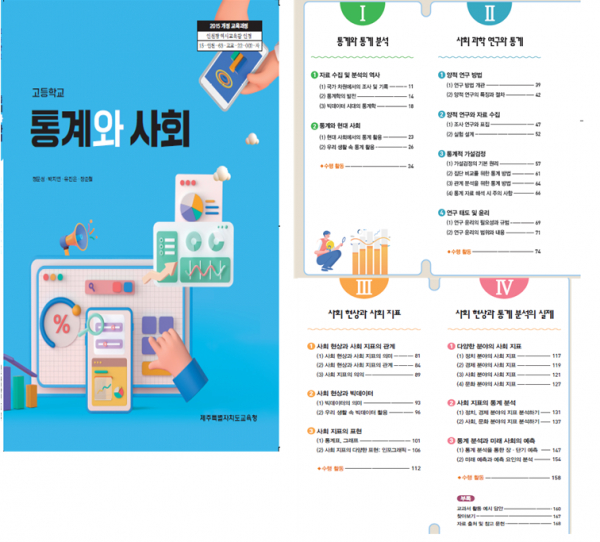 2015 개정 교육과정
인천광역시교육감 인정
고등학교
통계와 사회
제주특별자치도교육청
I
통계와 통계 분석
1 자료 수집 및 분석의 역사
(1) 국가 차원에서의 조사 및 기록 11
(2) 통계학의 발전 14
(3) 빅데이터 시대의 통계학 18
2 통계와 현대 사회
(1) 현대 사회에서의 통계 활용 23
(2) 우리 생활 속 통계 활용 26
수행 활동 34
II
사회 과학 연구와 통계
1 양적 연구 방법
(1) 연구 방법 개관 39
(2) 양적 연구의 특징과 절차 42
2 양적 연구와 자료 수집
(1) 조사 연구와 표집 47
(2) 실험 설계 52
3 통계적 가설검정
(1) 가설검정의 기본 원리 57
(2) 집단 비교를 위한 통계 방법 61
(3) 관계 분석을 위한 통계 방법 64
(4) 통계 자료 해석 시 주의 사항 66
4 연구 태도 및 윤리
(1) 연구 윤리의 필요성과 규범 69
(2) 연구 윤리의 범위와 내용 71
수행 활동 74
III
사회 현상과 사회 지표
1 사회 현상과 사회 지표의 관계
(1) 사회 현상과 사회 지표의 의미 81
(2) 사회 현상과 사회 지표의 관계 84
(3) 사회 지표의 의의 89
2 사회 현상과 빅데이터
(1) 빅데이터의 의미 93
(2) 우리 생활 속 빅데이터 활용 96
3 사회 지표의 표현
(1) 통계표, 그래프 101
(2) 사회 지표의 다양한 표현: 인포그래픽 106
수행 활동 112
IV
사회 현상과 통계 분석의 실제
1 다양한 분야의 사회 지표
(1) 정치 분야의 사회 지표 117
(2) 경제 분야의 사회 지표 119
(3) 사회 분야의 사회 지표 121
(4) 문화 분야의 사회 지표 127
2 사회 지표의 통계 분석
(1) 정치, 경제 분야의 사회 지표 분석하기 131
(2) 사회, 문화 분야의 사회 지표 분석하기 137
3 통계 분석과 미래 사회의 예측
(1) 통계 분석을 통한 장·단기 예측 147
(2) 미래 예측과 예측 요인의 분석 154
수행 활동 158
부록
교과서 활동 예시 답안 160
찾아보기 167
자료 출처 및 참고 문헌 168